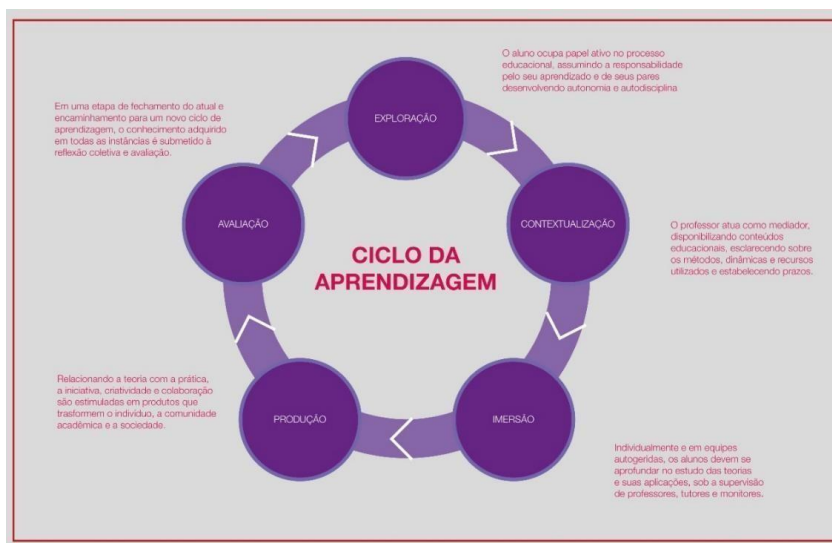 O aluno ocupa papel ativo no processo
educacional, assumindo a responsabilidade
pelo seu aprendizado e de seus pares
desenvolvendo autonomia e autodisciplina
EXPLORAÇÃO
Em uma etapa de fechamento do atual e
encaminhamento para um novo ciclo de
aprendizagem, o conhecimento adquirido
em todas as instâncias é submetido à
reflexão coletiva e avaliação.
AVALIAÇÃO
CONTEXTUALIZAÇÃO
O professor atua como mediador,
disponibilizando conteúdos
educacionais, esclarecendo sobre
os métodos, dinâmicas e recursos
utilizados e estabelecendo prazos.
CICLO DA
APRENDIZAGEM
Relacionando a teoria com a prática,
a iniciativa, criatividade e colaboração
são estimuladas em produtos que
trasformem o indivíduo, a comunidade
acadêmica e a sociedade.
PRODUÇÃO
IMERSÃO
Individualmente e em equipes
autogeridas, os alunos devem se
aprofundar no estudo das teorias
e suas aplicações, sob a supervisão
de professores, tutores e monitores.